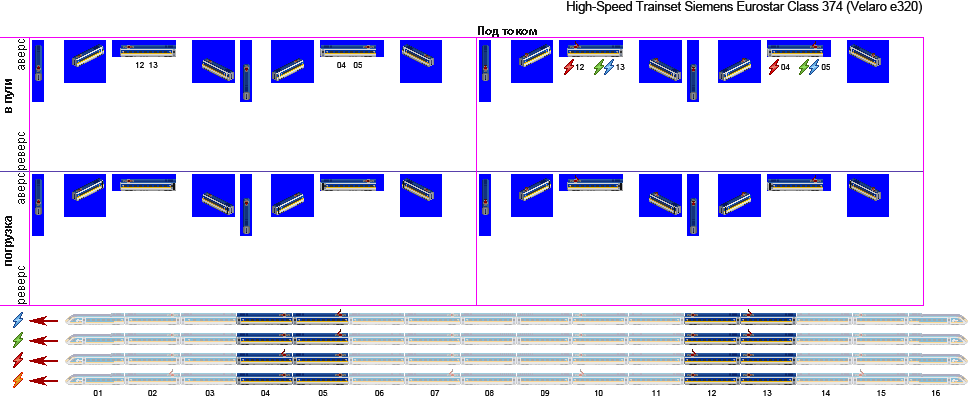 High-Speed Trainset Siemens Eurostar Class 374 (Velaro e320)
Под током
аверс
в пути
реверс
12 13
04 05
12 13
04 05
аверс
погрузка
реверс
01 02 03 04 05 06 07 08 09 10 11 12 13 14 15 16